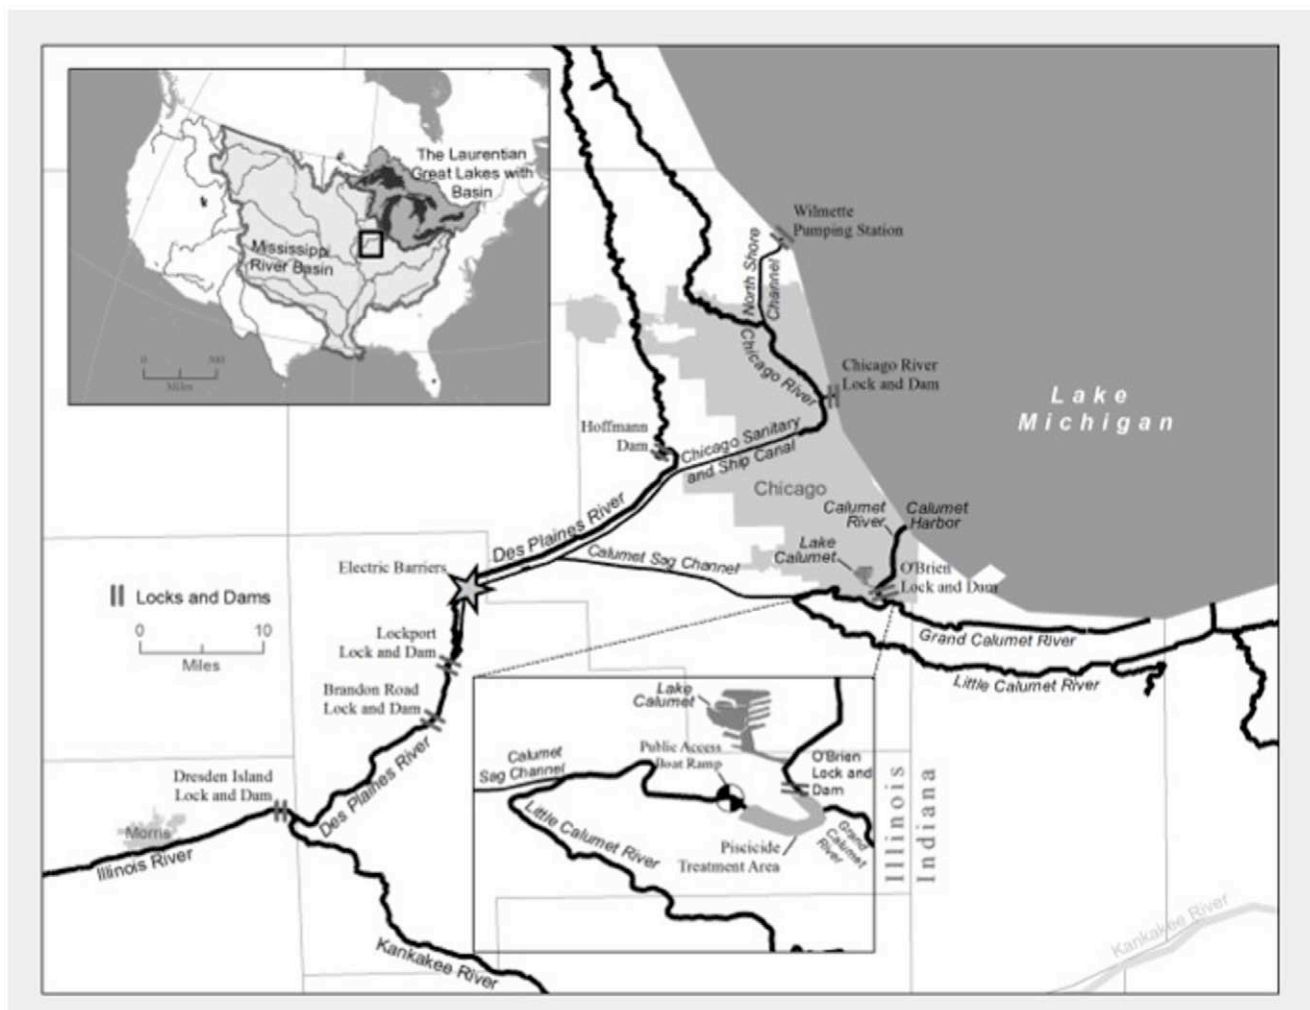 The Laurentian
Great Lakes with
Basin
Mississippi
River Basin
0 500
Miles
Wilmette
Pumping Station
North Shore
Channel
Chicago River
Chicago River
Lock and Dam
Lake
Michigan
Hoffmann
Dam
Chicago Sanitary
and Ship Canal
Chicago
Calumet
River
Calumet
Harbor
Des Plaines River
Lake
Calumet
Calumet Sag Channel
Electric Barriers
O'Brien
Lock and Dam
Locks and Dams
0 10
Miles
Grand Calumet River
Lockport
Lock and Dam
Little Calumet River
Brandon Road
Lock and Dam
Lake
Calumet
Public Access
Boat Ramp
Calumet
Sag Channel
O'Brien
Lock and
Dam
Des Plaines River
Dresden Island
Lock and Dam
Little Calumet River
Grand
Calumet
River
Piscicide
Treatment Area
Illinois
Indiana
Morris
Illinois River
Kankakee River
Kankakee River